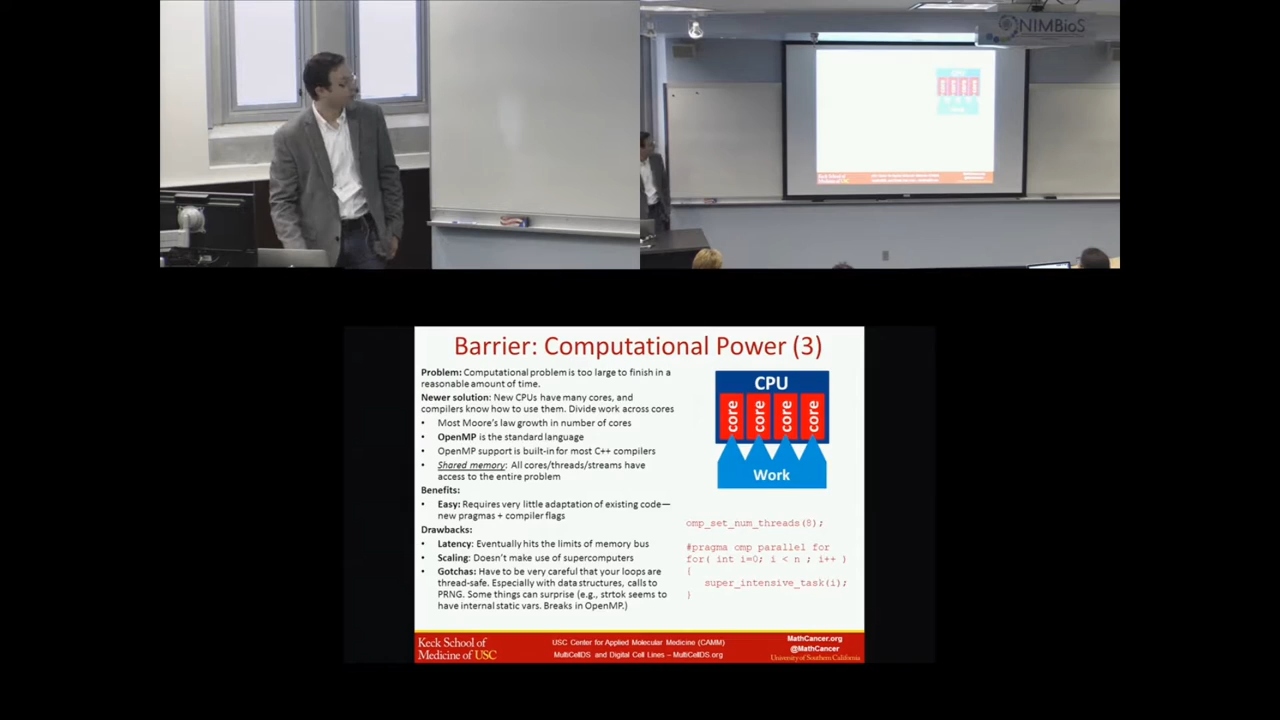 NIMBioS
Barrier: Computational Power (3)
Problem: Computational problem is too large to finish in a
reasonable amount of time.
Newer solution: New CPUs have many cores, and
compilers know how to use them. Divide work across cores
• Most Moore's law growth in number of cores
• OpenMP is the standard language
• OpenMP support is built-in for most C++ compilers
• Shared memory: All cores/threads/streams have
access to the entire problem
Benefits:
• Easy: Requires very little adaptation of existing code—
new pragmas + compiler flags
Drawbacks:
• Latency: Eventually hits the limits of memory bus
• Scaling: Doesn't make use of supercomputers
• Gotchas: Have to be very careful that your loops are
thread-safe. Especially with data structures, calls to
PRNG. Some things can surprise (e.g., strtok seems to
have internal static vars. Breaks in OpenMP.)
CPU
core
core
core
core
Work
omp_set_num_threads(8);
#pragma omp parallel for
for( int i=0; i < n ; i++ )
{
super_intensive_task(i);
}
Keck School of
Medicine of USC
USC Center for Applied Molecular Medicine (CAMM)
MultiCellDS and Digital Cell Lines – MultiCellDS.org
MathCancer.org
@MathCancer
University of Southern California